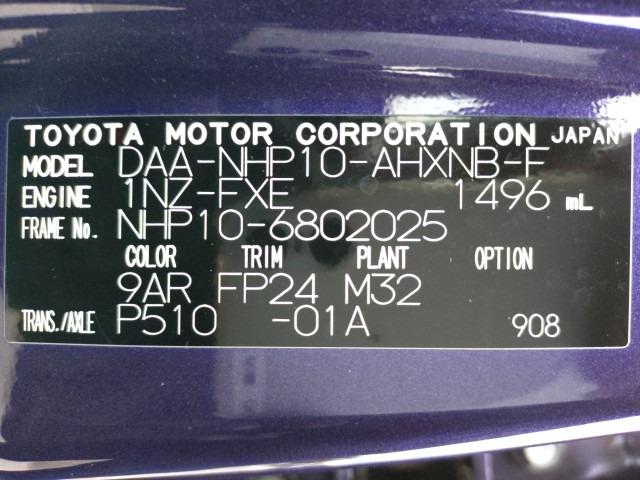 TOYOTA MOTOR CORPORATION JAPAN
MODEL DAA-NHP10-AHXNB-F
ENGINE 1NZ-FXE 1496 mL
FRAME No. NHP10-6802025
COLOR TRIM PLANT OPTION
9AR FP24 M32
TRANS./AXLE P510 -01A 908